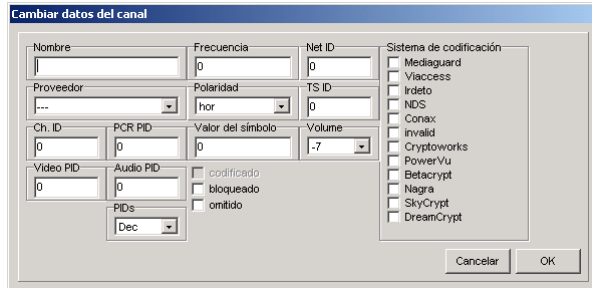 Cambiar datos del canal
Nombre Frecuencia Net ID Sistema de codificación
0 0 Mediaguard
Viaccess
Proveedor Polaridad TS ID Irdeto
--- hor 0 NDS
Conax
Ch. ID PCR PID Valor del símbolo Volume invalid
0 0 0 -7 Cryptoworks
PowerVu
Video PID Audio PID codificado Betacrypt
0 0 bloqueado Nagra
PIDs omitido SkyCrypt
Dec DreamCrypt
Cancelar OK